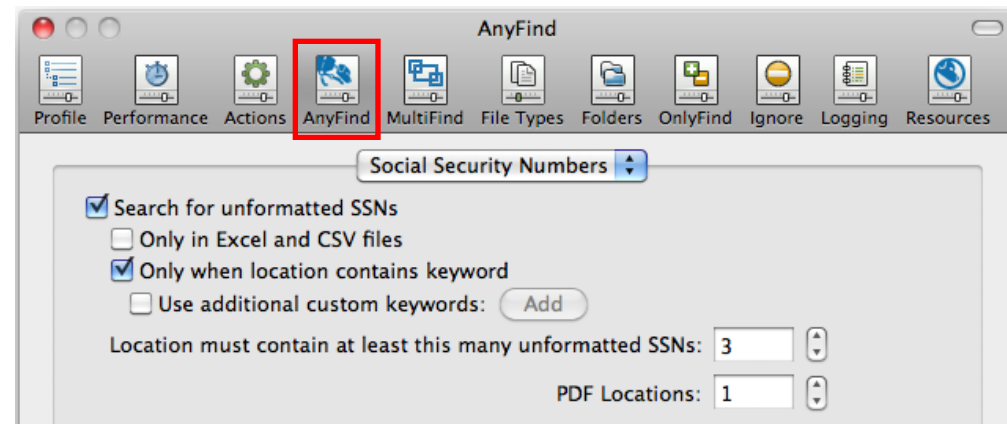 AnyFind
Profile Performance Actions AnyFind MultiFind File Types Folders OnlyFind Ignore Logging Resources
Social Security Numbers
Search for unformatted SSNs
Only in Excel and CSV files
Only when location contains keyword
Use additional custom keywords: Add
Location must contain at least this many unformatted SSNs: 3
PDF Locations: 1